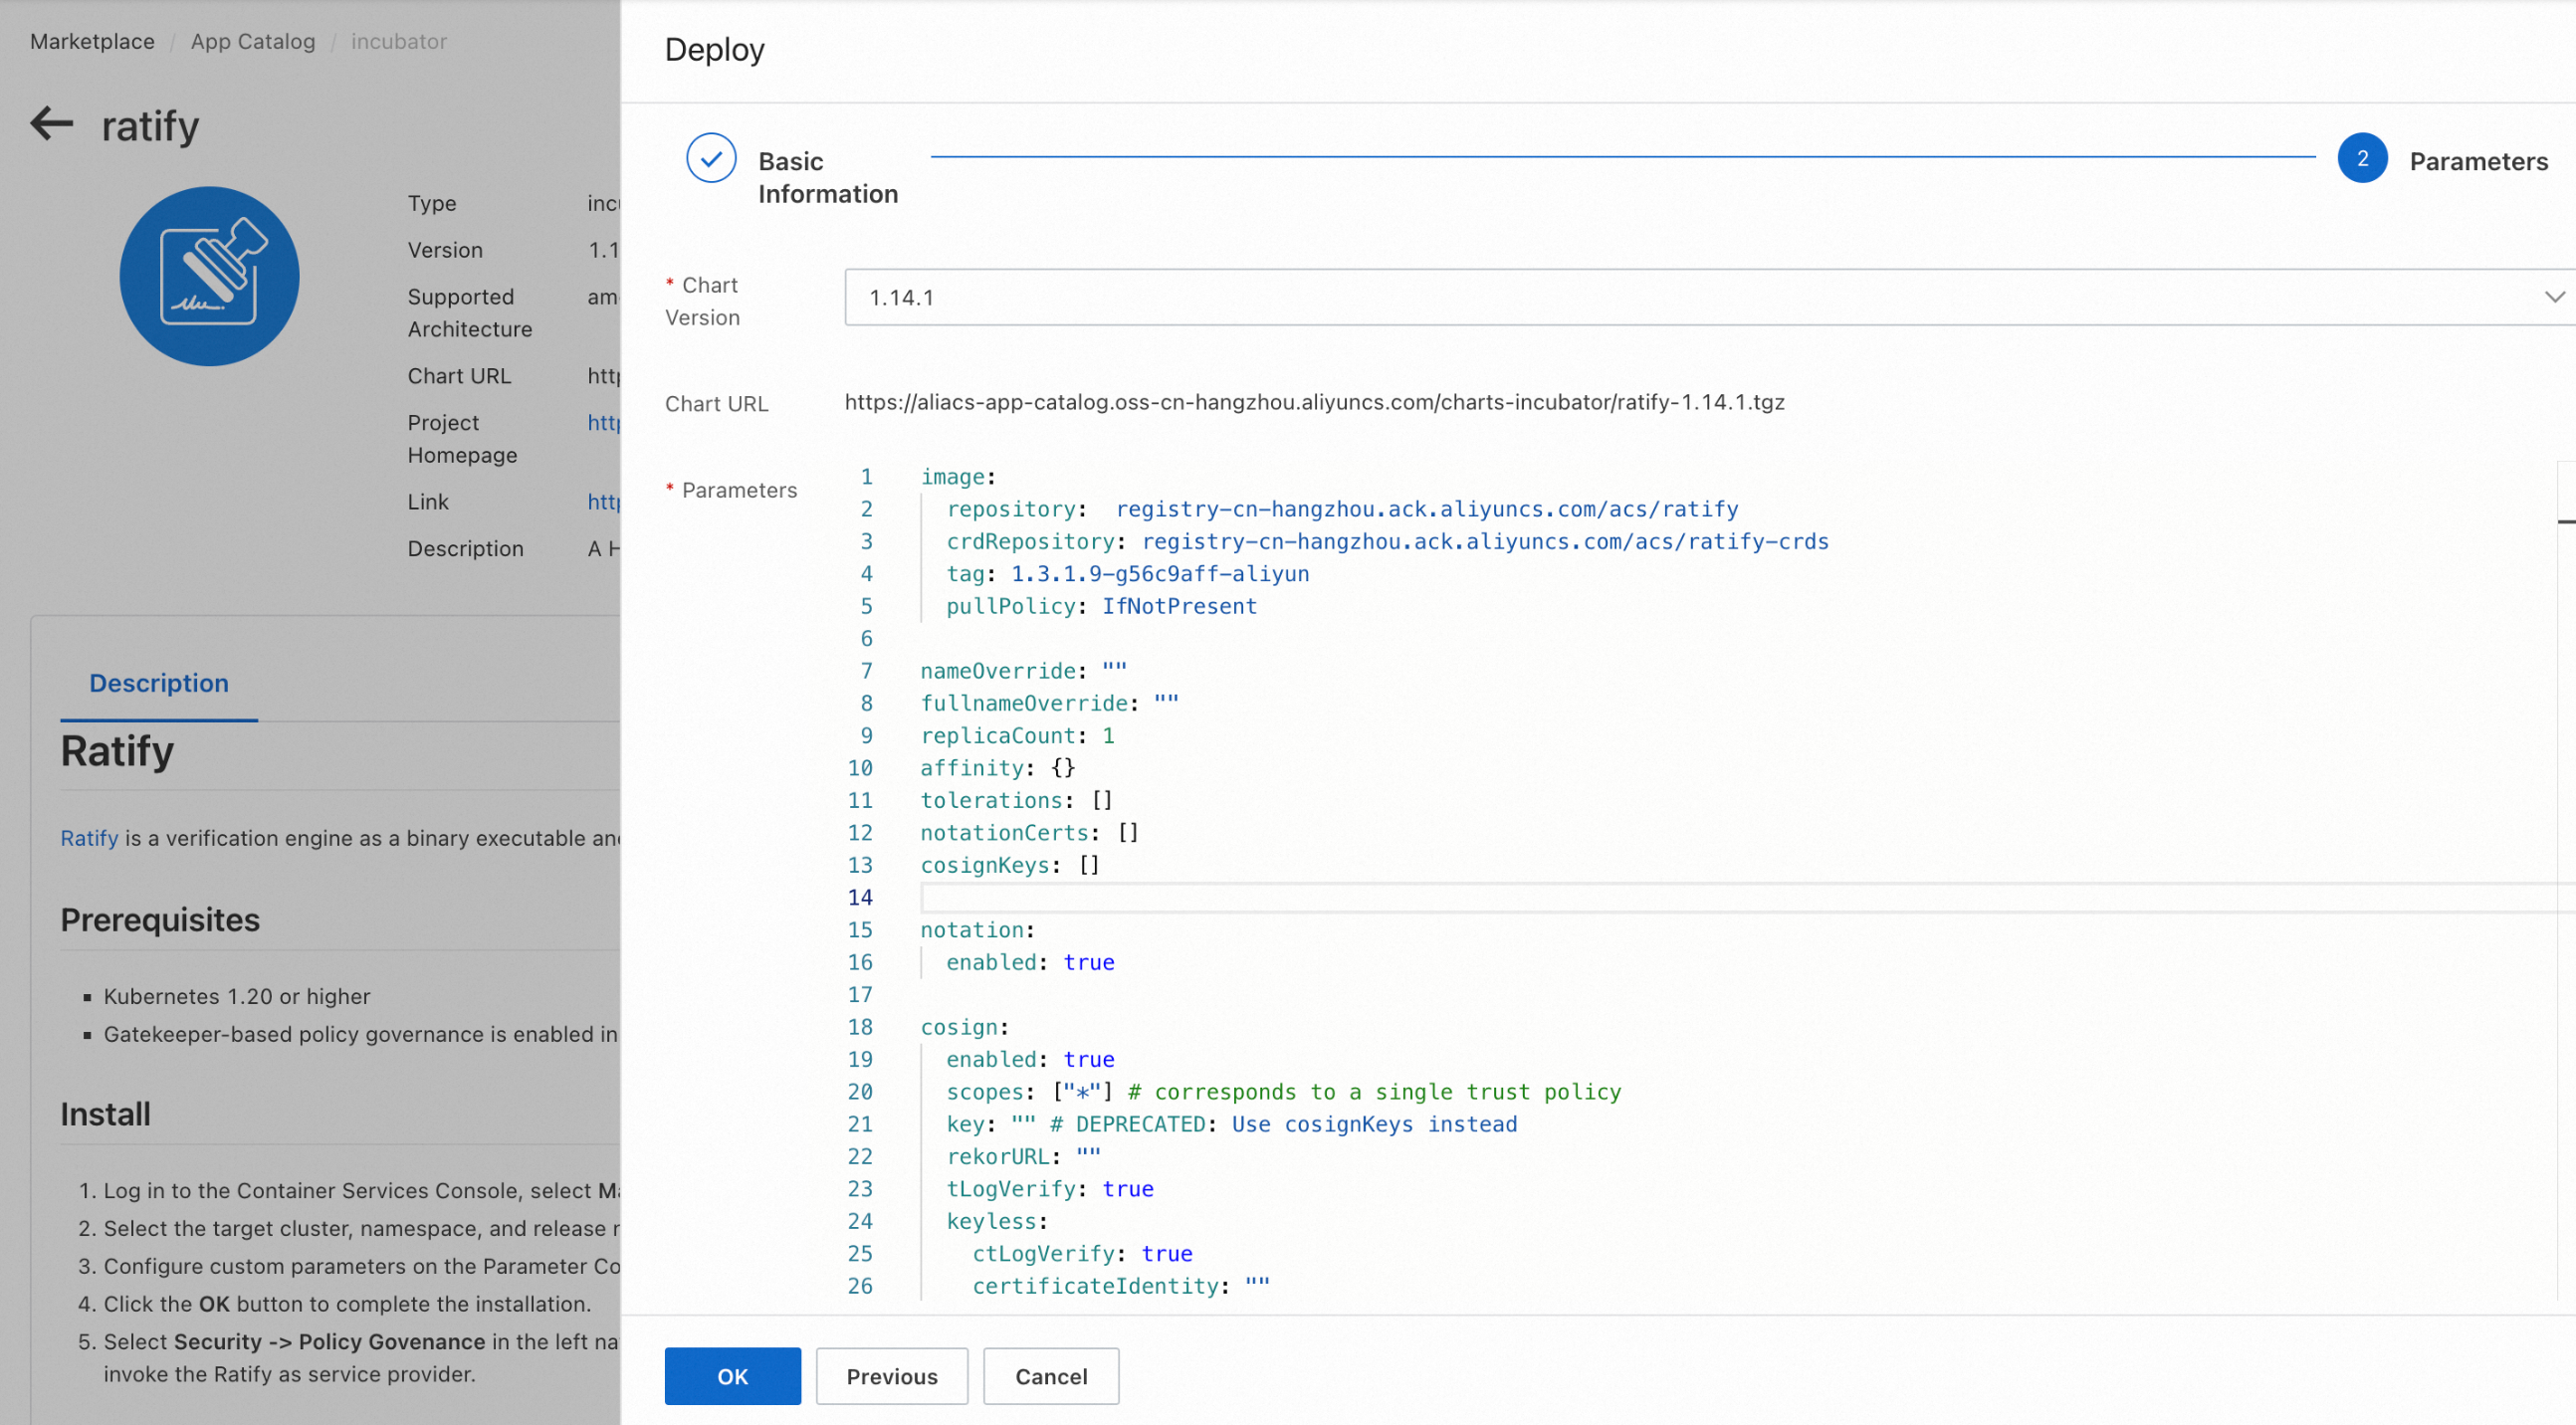 Marketplace / App Catalog / incubator
ratify
Type
Version 1.1
Supported
Architecture
Chart URL
Project
Homepage
Link
Description A
Description
Ratify
Ratify is a verification engine as a binary executable
Prerequisites
Kubernetes 1.20 or higher
Gatekeeper-based policy governance is enabled in
Install
1. Log in to the Container Services Console, select
2. Select the target cluster, namespace, and release
3. Configure custom parameters on the Parameter
4. Click the OK button to complete the installation.
5. Select Security -> Policy Govenance in the left
invoke the Ratify as service provider.
Deploy
Basic
Information
2 Parameters
* Chart
Version
1.14.1
Chart URL
https://aliacs-app-catalog.oss-cn-hangzhou.aliyuncs.com/charts-incubator/ratify-1.14.1.tgz
* Parameters
1 image:
2 repository: registry-cn-hangzhou.ack.aliyuncs.com/acs/ratify
3 crdRepository: registry-cn-hangzhou.ack.aliyuncs.com/acs/ratify-crds
4 tag: 1.3.1.9-g56c9aff-aliyun
5 pullPolicy: IfNotPresent
6
7 nameOverride: ""
8 fullnameOverride: ""
9 replicaCount: 1
10 affinity: {}
11 tolerations: []
12 notationCerts: []
13 cosignKeys: []
14
15 notation:
16 enabled: true
17
18 cosign:
19 enabled: true
20 scopes: ["*"] # corresponds to a single trust policy
21 key: "" # DEPRECATED: Use cosignKeys instead
22 rekorURL: ""
23 tLogVerify: true
24 keyless:
25 ctLogVerify: true
26 certificateIdentity: ""
OK
Previous
Cancel